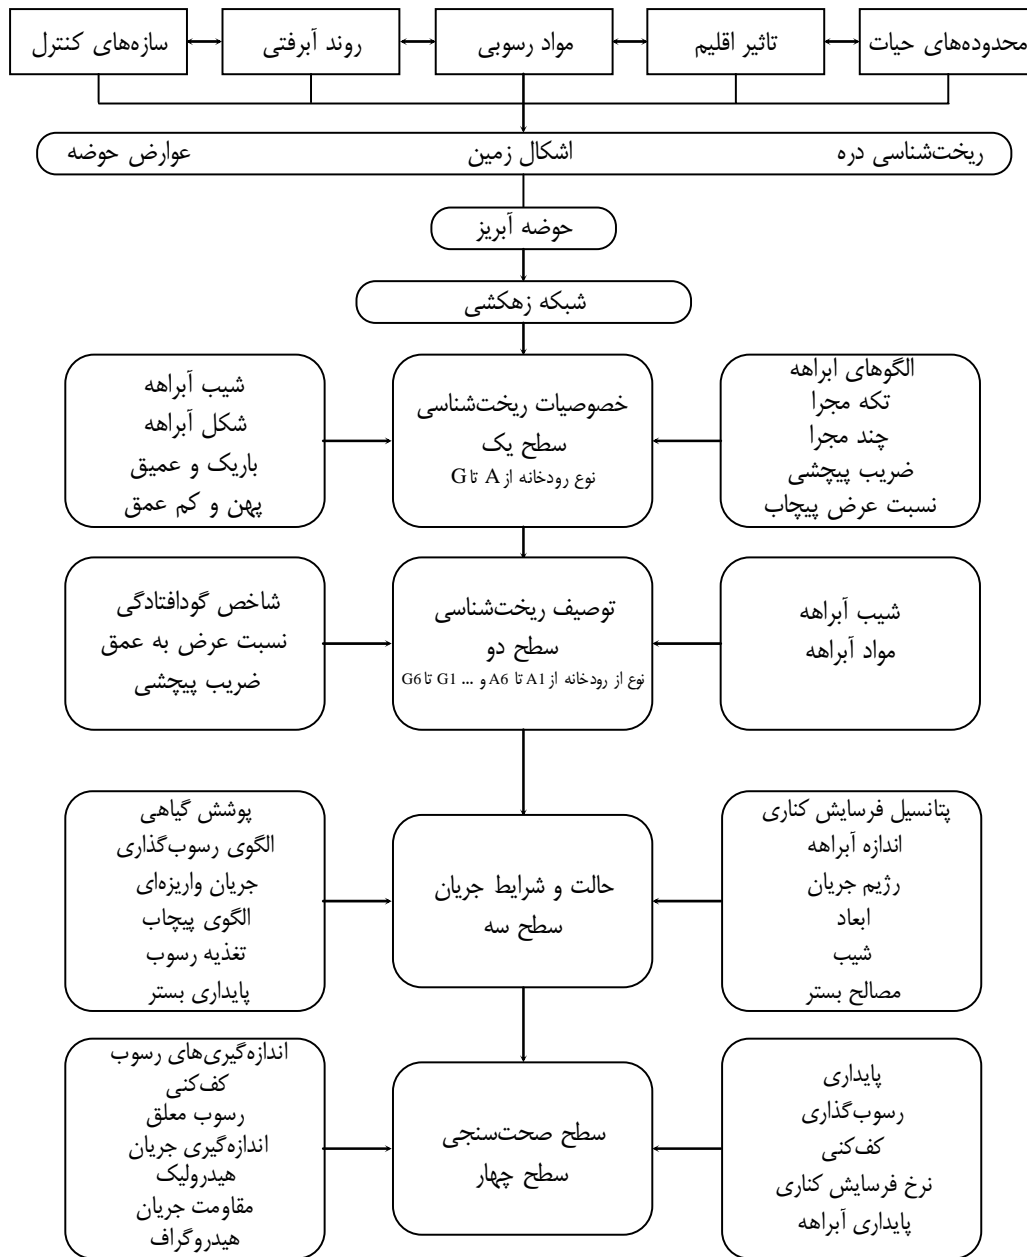 محدوده‌های حیات
تاثیر اقلیم
مواد رسوبی
روند آبرفتی
سازه‌های کنترل
ریخت‌شناسی دره
اشکال زمین
عوارض حوضه
حوضه آبریز
شبکه زهکشی
الگوهای ابراهه
تکه مجرا
چند مجرا
ضریب پیچشی
نسبت عرض پیچاب
خصوصیات ریخت‌شناسی
سطح یک
نوع رودخانه از A تا G
شیب آبراهه
شکل آبراهه
باریک و عمیق
پهن و کم عمق
شیب آبراهه
مواد آبراهه
توصیف ریخت‌شناسی
سطح دو
نوع از رودخانه از A1 تا A6 و ... G1 تا G6
شاخص گودافتادگی
نسبت عرض به عمق
ضریب پیچشی
پتانسیل فرسایش کناری
اندازه آبراهه
رژیم جریان
ابعاد
شیب
مصالح بستر
حالت و شرایط جریان
سطح سه
پوشش گیاهی
الگوی رسوب‌گذاری
جریان واریزه‌ای
الگوی پیچاب
تغذیه رسوب
پایداری بستر
پایداری
رسوب‌گذاری
کف‌کنی
نرخ فرسایش کناری
پایداری آبراهه
سطح صحت‌سنجی
سطح چهار
اندازه‌گیری‌های رسوب
کف‌کنی
رسوب معلق
اندازه‌گیری جریان
هیدرولیک
مقاومت جریان
هیدروگراف